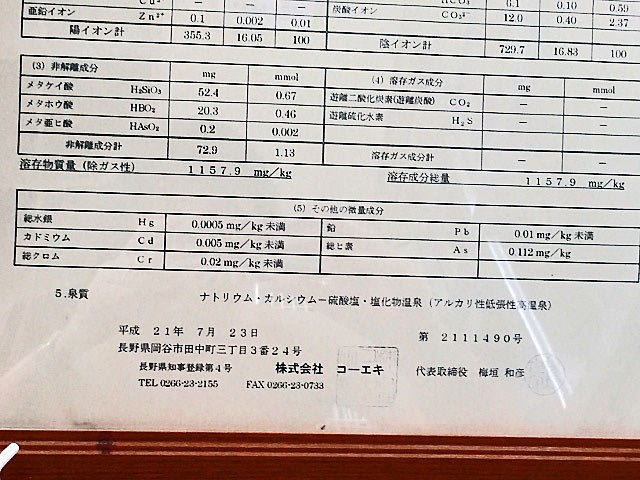 Cu²⁺ － － －
亜鉛イオン Zn²⁺ 0.1 0.002 0.01
陽イオン計 355.3 16.05 100
HCO₃⁻ 6.1 0.10 0.59
炭酸イオン CO₃²⁻ 12.0 0.40 2.37
陰イオン計 729.7 16.83 100
(3) 非解離成分 mg mmol
メタケイ酸 H₂SiO₃ 52.4 0.67
メタホウ酸 HBO₂ 20.3 0.46
メタ亜ヒ酸 HAsO₂ 0.2 0.002
非解離成分計 72.9 1.13
(4) 溶存ガス成分 mg mmol
遊離二酸化炭素(遊離炭酸) CO₂ － －
遊離硫化水素 H₂S － －
溶存ガス成分計 － －
溶存物質量 (除ガス性) 1157.9 mg／kg
溶存成分総量 1157.9 mg／kg
(5) その他の微量成分
総水銀 Hg 0.0005 mg／kg 未満 鉛 Pb 0.01 mg／kg 未満
カドミウム Cd 0.005 mg／kg 未満 総ヒ素 As 0.112 mg／kg
総クロム Cr 0.02 mg／kg 未満
5．泉質 ナトリウム・カルシウム－硫酸塩・塩化物温泉 (アルカリ性低張性高温泉)
平成 21年 7月 23日 第 2111490号
長野県岡谷市田中町三丁目3番24号
長野県知事登録第4号 株式会社 コーエキ 代表取締役 梅垣 和彦
TEL 0266-23-2155 FAX 0266-23-0733